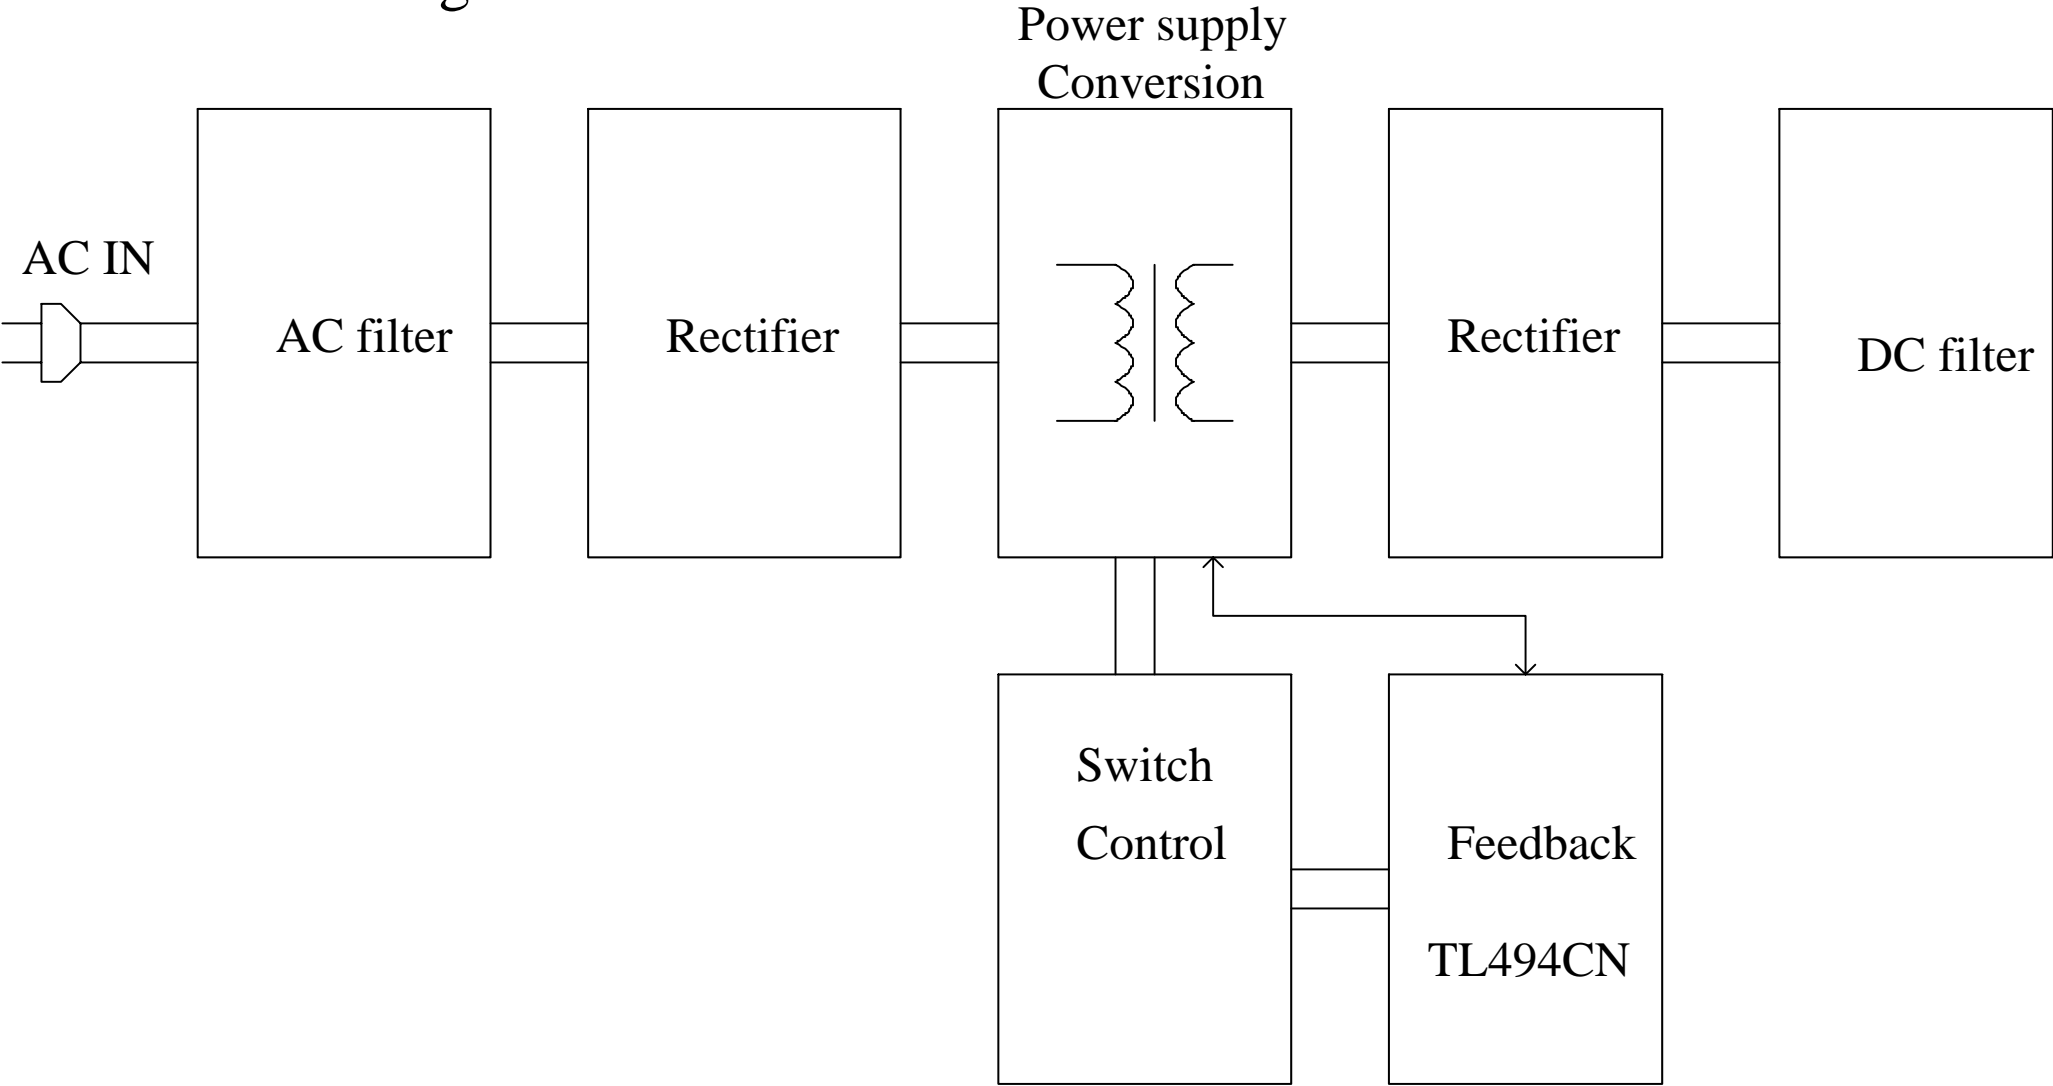 Power supply
Conversion
AC IN
AC filter
Rectifier
Rectifier
DC filter
Switch
Control
Feedback
TL494CN